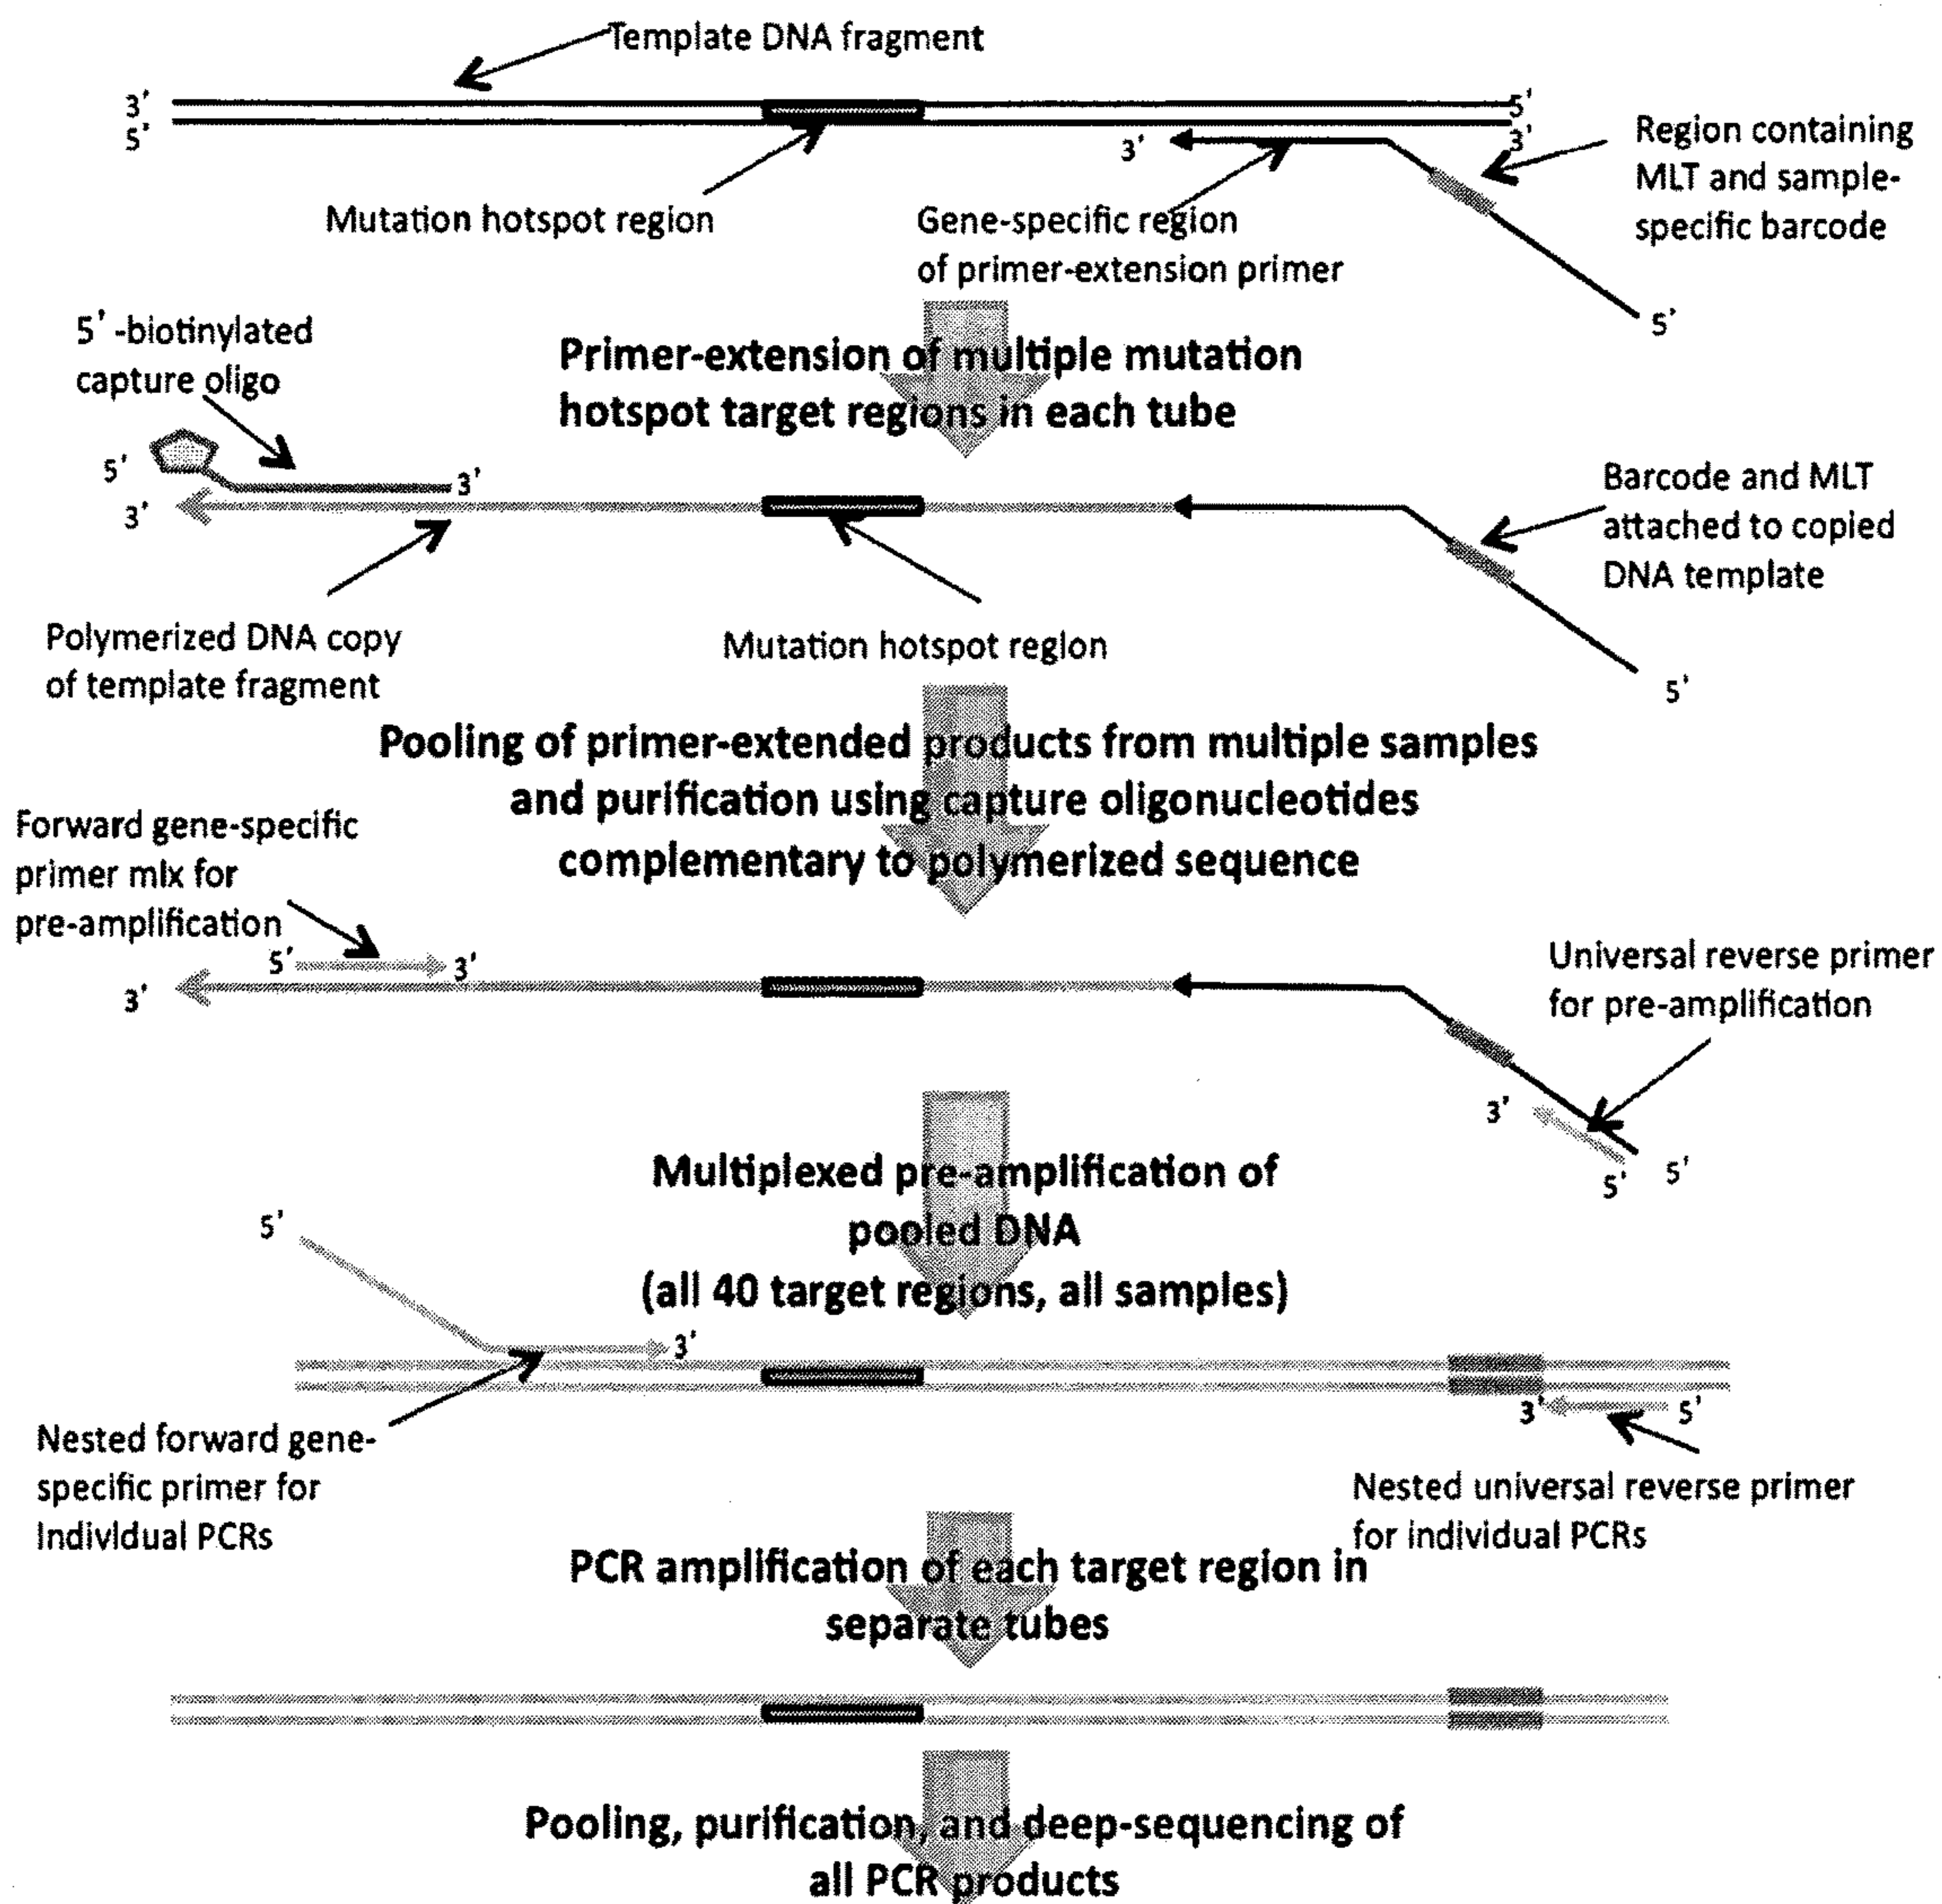 Template DNA fragment
3'
5'
5'
3'
3'
Region containing
MLT and sample-
specific barcode
Mutation hotspot region
Gene-specific region
of primer-extension primer
5'
5'-biotinylated
capture oligo
Primer-extension of multiple mutation
hotspot target regions in each tube
5'
3'
3'
Barcode and MLT
attached to copied
DNA template
Polymerized DNA copy
of template fragment
Mutation hotspot region
5'
Pooling of primer-extended products from multiple samples
and purification using capture oligonucleotides
complementary to polymerized sequence
Forward gene-specific
primer mix for
pre-amplification
5'
3'
3'
Universal reverse primer
for pre-amplification
3'
5'
5'
Multiplexed pre-amplification of
pooled DNA
(all 40 target regions, all samples)
5'
3'
3'
5'
Nested forward gene-
specific primer for
Individual PCRs
Nested universal reverse primer
for individual PCRs
PCR amplification of each target region in
separate tubes
Pooling, purification, and deep-sequencing of
all PCR products